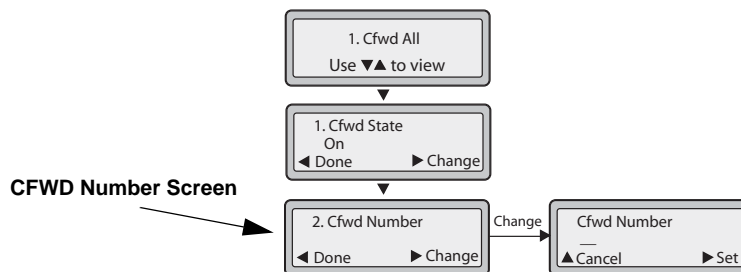 1. Cfwd All
Use ▼▲ to view
▼
1. Cfwd State
On
◀ Done ▶ Change
▼
CFWD Number Screen
2. Cfwd Number
◀ Done ▶ Change
Change
Cfwd Number
__
▲ Cancel ▶ Set